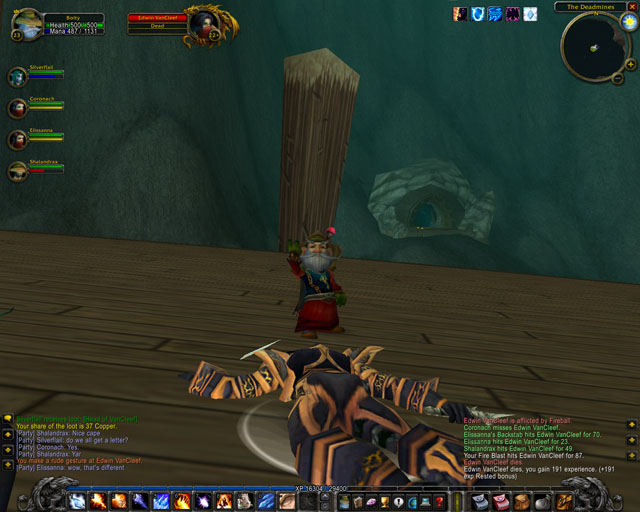 Boity
Health 500/500
Mana 487 / 1131
23
Edwin VanCleef
Dead
22+
The Deadmines
N
Silverflail
Coronach
Elissanna
Shalandrax
Your share of the loot is 37 Copper.
[Party] Shalandrax: Nice cape
[Party] Silverflail: do we all get a letter?
[Party] Coronach: Yes.
[Party] Shalandrax: Yar
You make a rude gesture at Edwin VanCleef.
[Party] Elissanna: wow, that's different
Edwin VanCleef is afflicted by Fireball.
Coronach misses Edwin VanCleef.
Elissanna's Backstab hits Edwin VanCleef for 70.
Elissanna hits Edwin VanCleef for 23.
Shalandrax hits Edwin VanCleef for 49.
Your Fire Blast hits Edwin VanCleef for 87.
Edwin VanCleef dies.
Edwin VanCleef dies, you gain 191 experience. (+191
exp Rested bonus)